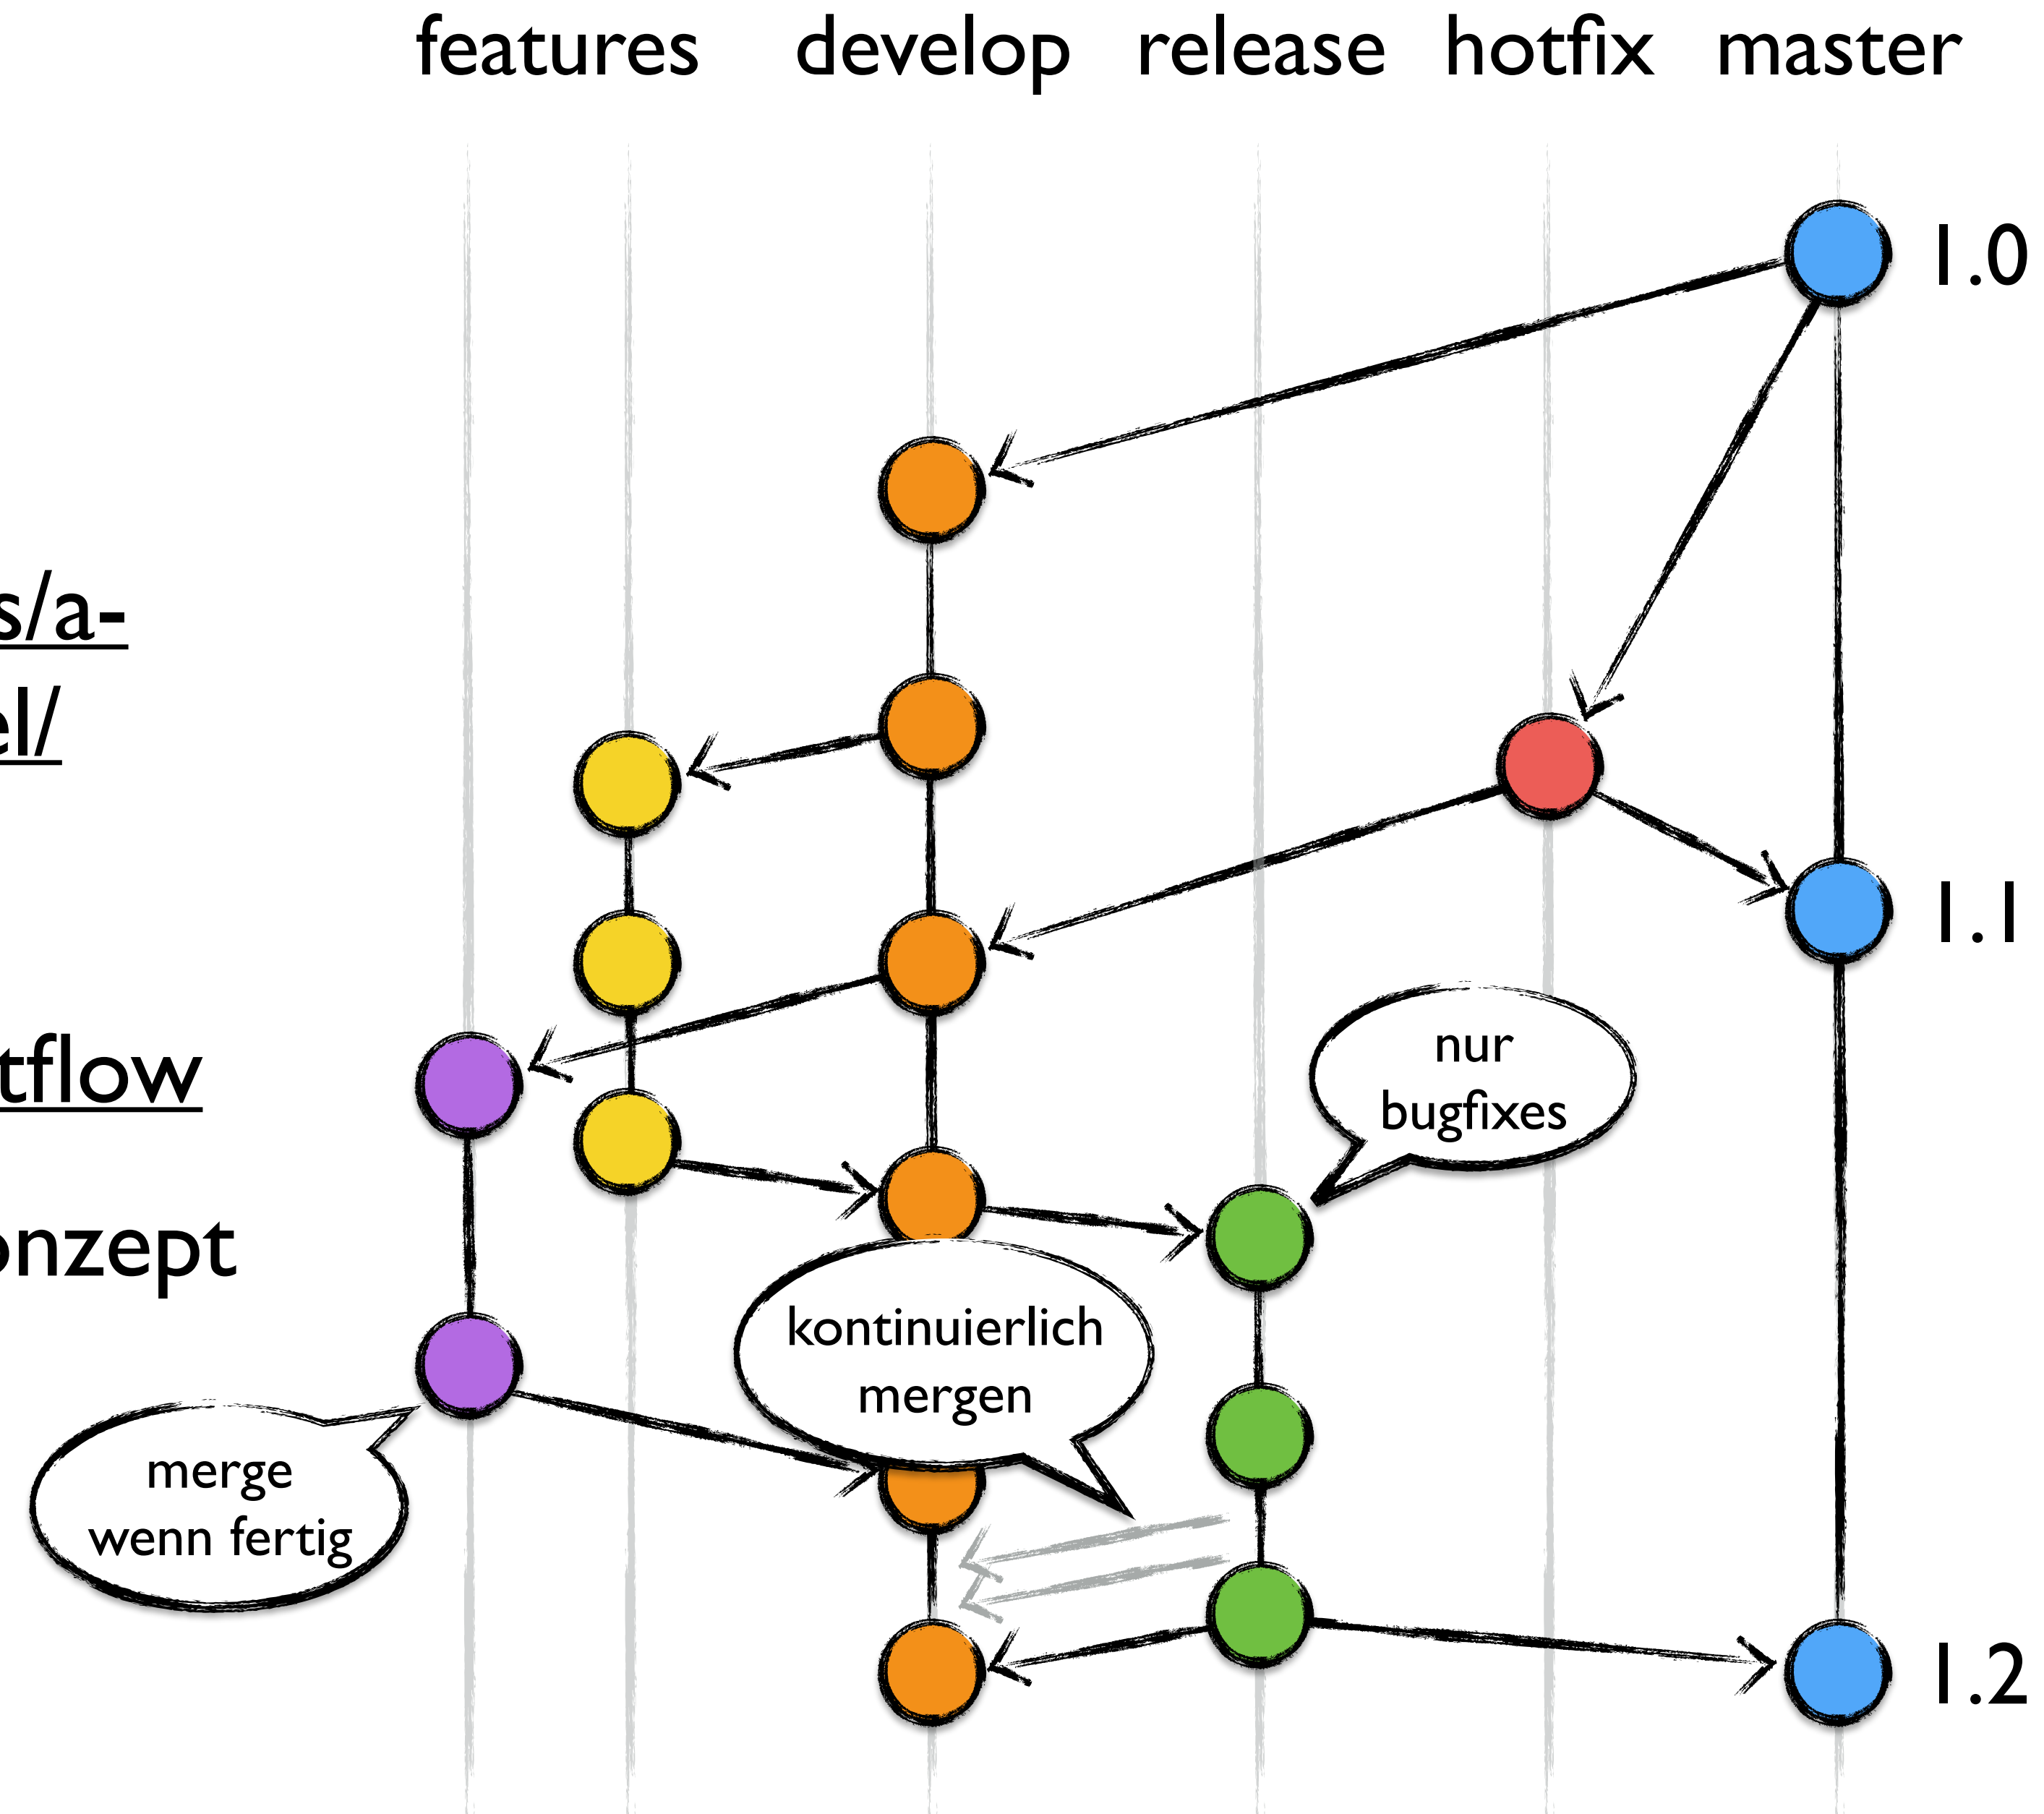 features develop release hotfix master
1.0
s/a-
el/
1.1
nur
bugfixes
tflow
onzept
kontinuierlich
mergen
merge
wenn fertig
1.2